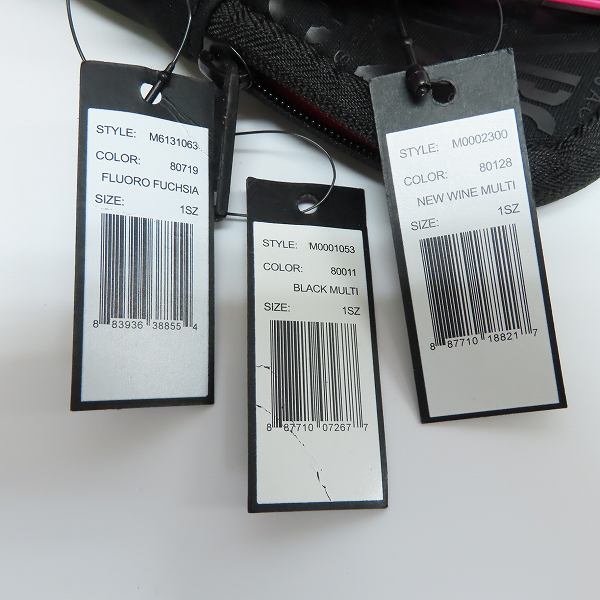 STYLE: M6131063
COLOR: 80719
FLUORO FUCHSIA
SIZE: 1SZ
8 83936 38855 4
STYLE: M0001053
COLOR: 80011
BLACK MULTI
SIZE: 1SZ
8 87710 07267 7
STYLE: M0002300
COLOR: 80128
NEW WINE MULTI
SIZE: 1SZ
8 87710 18821 7